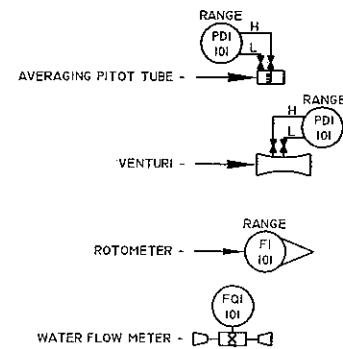 RANGE
PDI
101
H
L
AVERAGING PITOT TUBE -
RANGE
PDI
101
H
L
VENTURI -
RANGE
FI
101
ROTOMETER -
FQI
101
WATER FLOW METER -